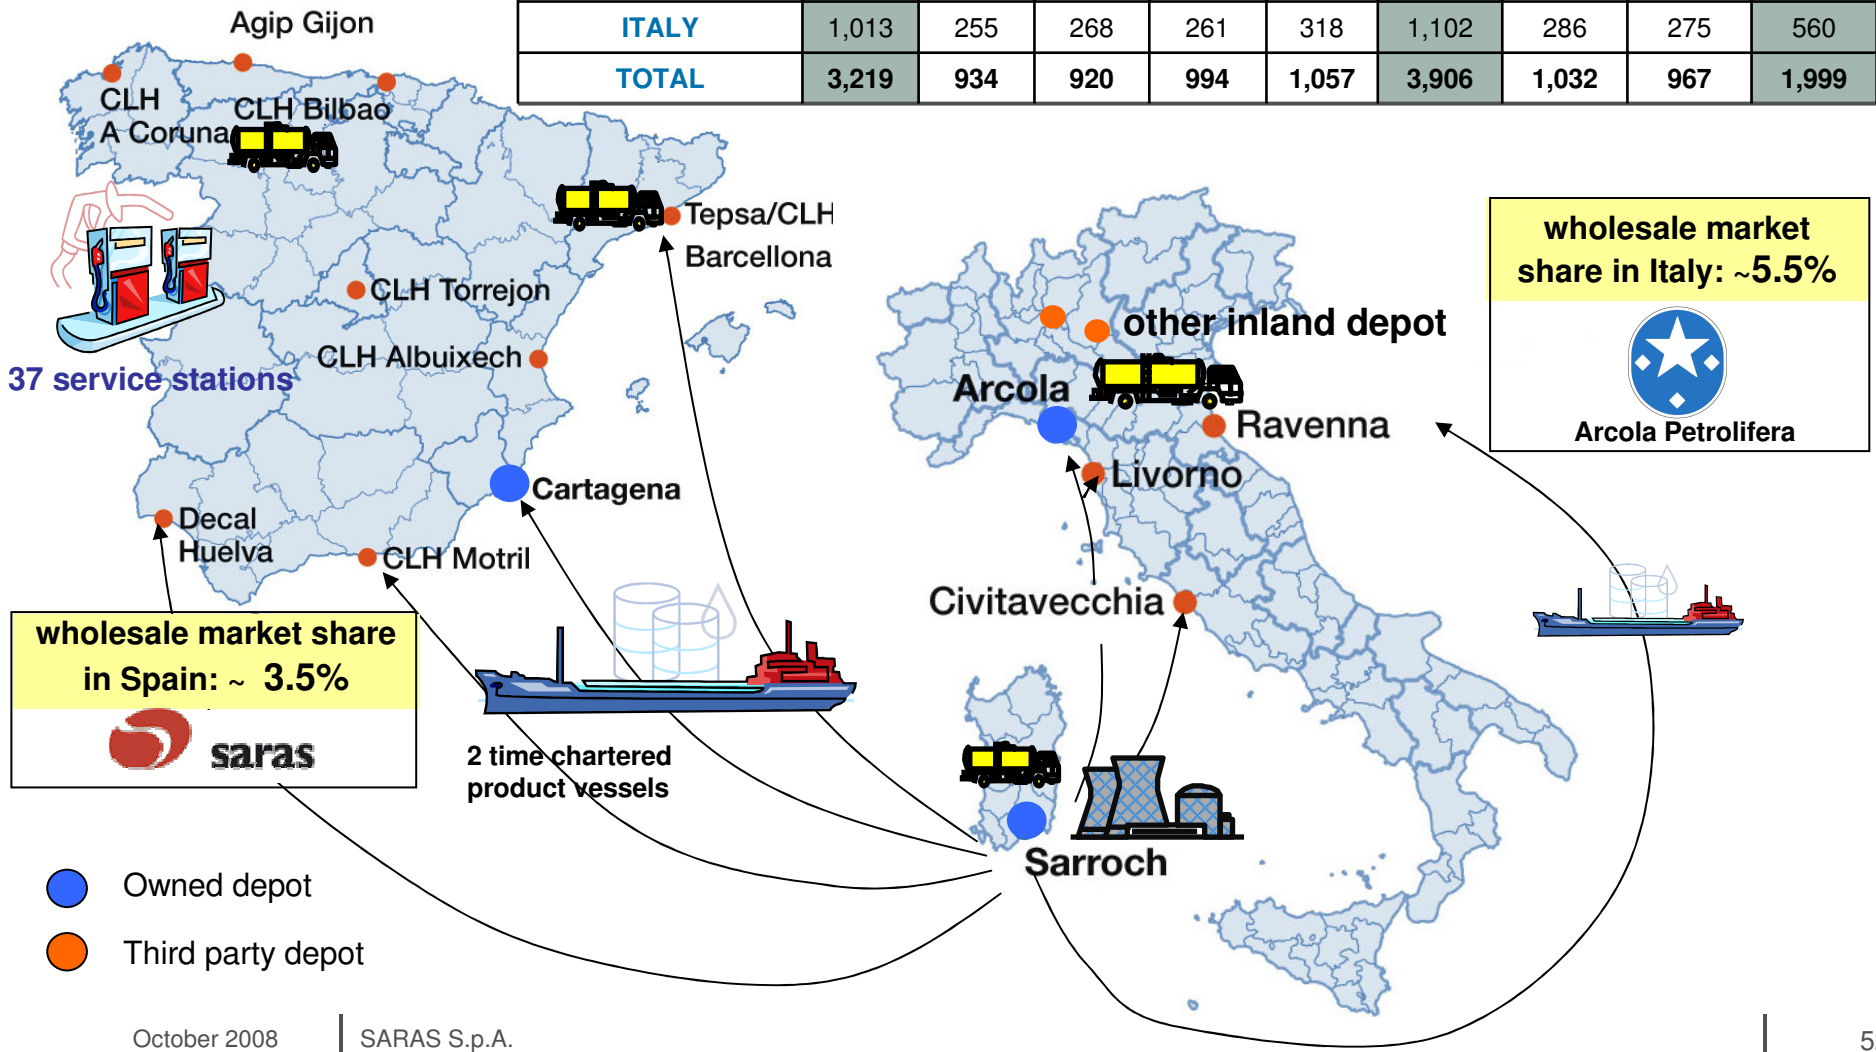 ITALY 1,013 255 268 261 318 1,102 286 275 560
TOTAL 3,219 934 920 994 1,057 3,906 1,032 967 1,999
Agip Gijon
CLH
A Coruna
CLH Bilbao
Tepsa/CLH
Barcellona
CLH Torrejon
CLH Albuixech
37 service stations
Cartagena
Decal
Huelva
CLH Motril
wholesale market share
in Spain: ~ 3.5%
saras
2 time chartered
product vessels
other inland depot
Arcola
Ravenna
Livorno
Civitavecchia
Sarroch
wholesale market
share in Italy: ~5.5%
Arcola Petrolifera
Owned depot
Third party depot
October 2008
SARAS S.p.A.
5